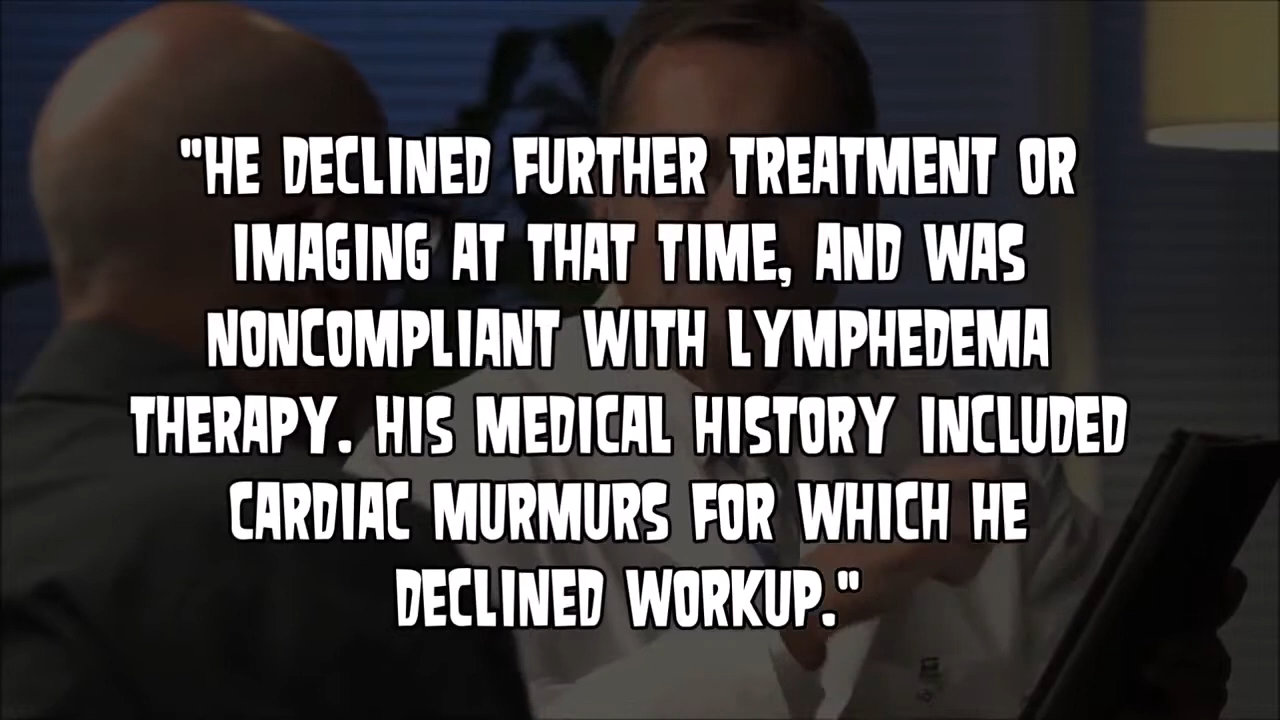 "HE DECLINED FURTHER TREATMENT OR
IMAGING AT THAT TIME, AND WAS
NONCOMPLIANT WITH LYMPHEDEMA
THERAPY. HIS MEDICAL HISTORY INCLUDED
CARDIAC MURMURS FOR WHICH HE
DECLINED WORKUP."